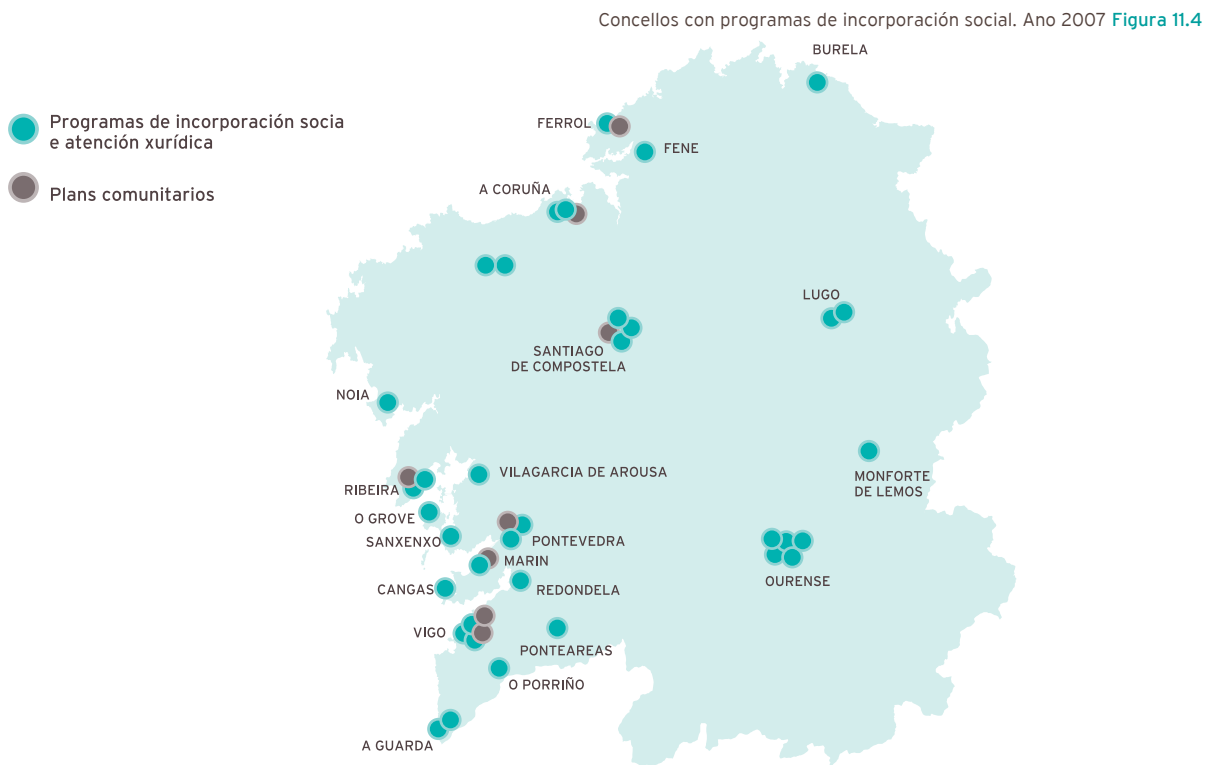 Concellos con programas de incorporación social. Ano 2007 Figura 11.4
BURELA
Programas de incorporación socia
e atención xurídica
FERROL
FENE
Plans comunitarios
A CORUÑA
LUGO
SANTIAGO
DE COMPOSTELA
NOIA
VILAGARCIA DE AROUSA
MONFORTE
DE LEMOS
RIBEIRA
O GROVE
SANXENXO
PONTEVEDRA
MARIN
OURENSE
CANGAS
REDONDELA
VIGO
PONTEAREAS
O PORRIÑO
A GUARDA